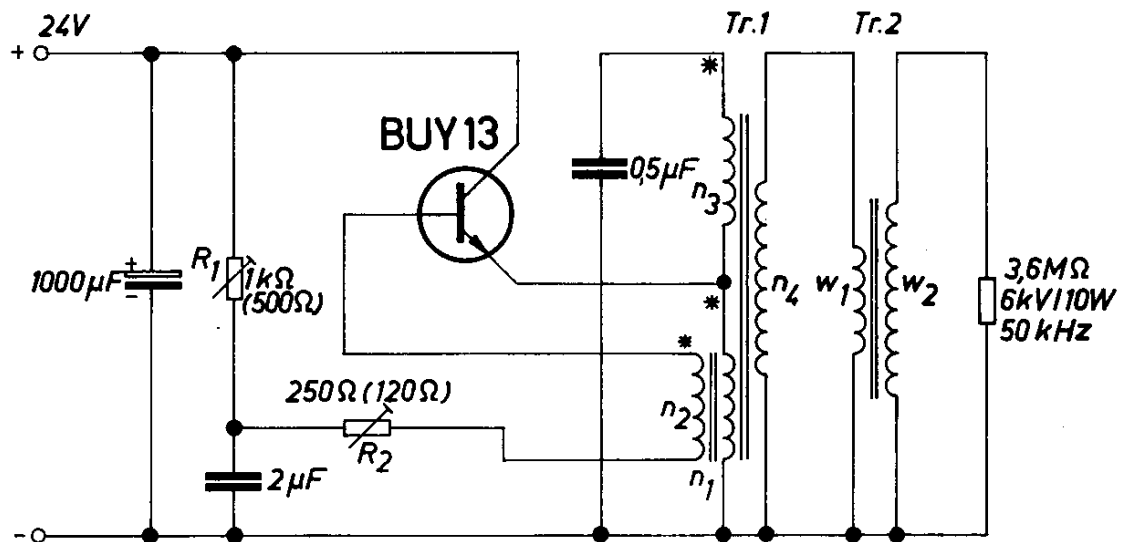 24V
Tr.1
Tr.2
+
*
BUY13
0,5µF
n3
R1
1kΩ
(500Ω)
+
1000µF
-
*
n4
w1
w2
3,6MΩ
6kV/10W
50kHz
*
250Ω(120Ω)
n2
R2
2µF
n1
-